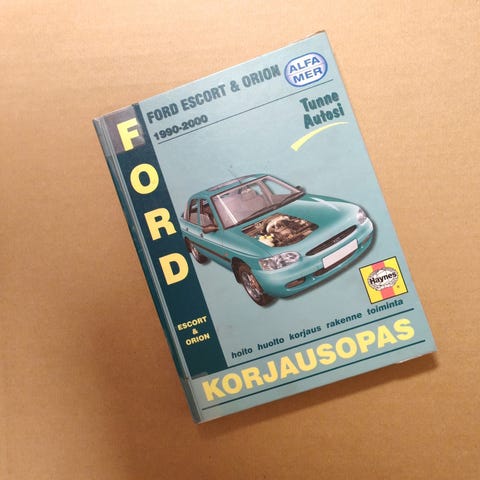 FORD ESCORT & ORION
1990-2000
ALFA
MER
Tunne
Autosi
FORD
ESCORT
&
ORION
Haynes
hoito huolto korjaus rakenne toiminta
KORJAUSOPAS